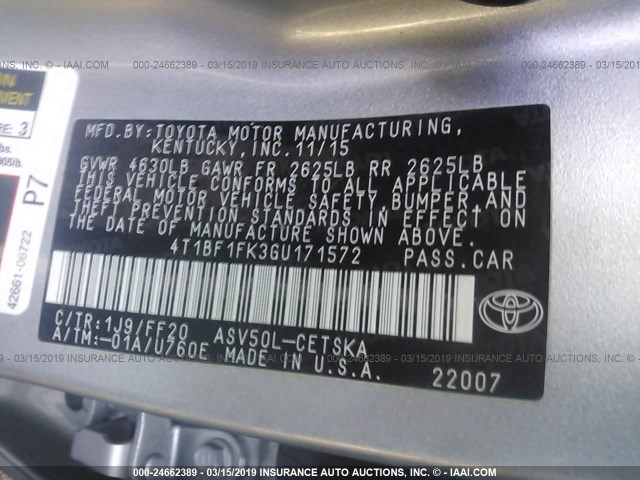 000-24662389 - 03/15/2019 INSURANCE AUTO AUCTIONS, INC. - © IAAI.COM
3
P7
42661-06722
MFD.BY:TOYOTA MOTOR MANUFACTURING,
KENTUCKY, INC. 11/15
GVWR 4630LB GAWR FR 2625LB RR 2625LB
THIS VEHICLE CONFORMS TO ALL APPLICABLE
FEDERAL MOTOR VEHICLE SAFETY,BUMPER,AND
THEFT PREVENTION STANDARDS IN EFFECT ON
THE DATE OF MANUFACTURE SHOWN ABOVE.
4T1BF1FK3GU171572 PASS.CAR
C/TR:1J9/FF20 ASV50L-CETSKA
A/TM:-01A/U760E MADE IN U.S.A.
22007
TOYOTA
000-24662389 - 03/15/2019 INSURANCE AUTO AUCTIONS, INC. - © IAAI.COM